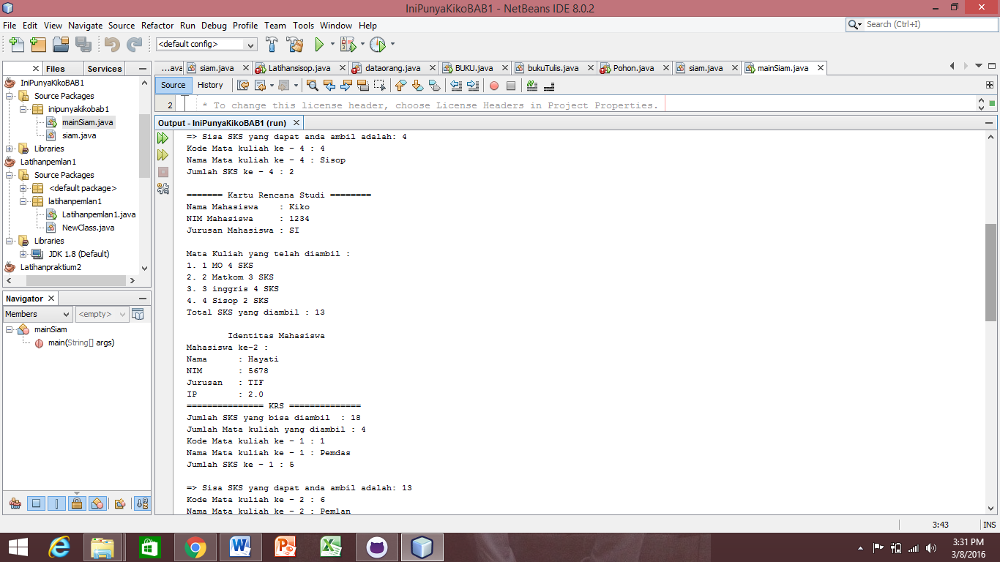 IniPunyaKikoBAB1 - NetBeans IDE 8.0.2
File Edit View Navigate Source Refactor Run Debug Profile Team Tools Window Help
Search (Ctrl+I)
<default config>
Files Services
IniPunyaKikoBAB1
Source Packages
inipunyakikobab1
mainSiam.java
siam.java
Libraries
Latihanpemlan1
Source Packages
<default package>
latihanpemlan1
Latihanpemlan1.java
NewClass.java
Libraries
JDK 1.8 (Default)
Latihanpraktium2
Navigator
Members <empty>
mainSiam
main(String[] args)
...ava siam.java Latihansisop.java dataorang.java BUKU.java bukuTulis.java Pohon.java siam.java mainSiam.java
Source History
2 * To change this license header, choose License Headers in Project Properties.
Output - IniPunyaKikoBAB1 (run)
=> Sisa SKS yang dapat anda ambil adalah: 4
Kode Mata kuliah ke - 4 : 4
Nama Mata kuliah ke - 4 : Sisop
Jumlah SKS ke - 4 : 2
======= Kartu Rencana Studi ========
Nama Mahasiswa    : Kiko
NIM Mahasiswa     : 1234
Jurusan Mahasiswa : SI
Mata Kuliah yang telah diambil :
1. 1 MO 4 SKS
2. 2 Matkom 3 SKS
3. 3 inggris 4 SKS
4. 4 Sisop 2 SKS
Total SKS yang diambil : 13
Identitas Mahasiswa
Mahasiswa ke-2 :
Nama      : Hayati
NIM       : 5678
Jurusan   : TIF
IP        : 2.0
=============== KRS ==============
Jumlah SKS yang bisa diambil  : 18
Jumlah Mata kuliah yang diambil : 4
Kode Mata kuliah ke - 1 : 1
Nama Mata kuliah ke - 1 : Pemdas
Jumlah SKS ke - 1 : 5
=> Sisa SKS yang dapat anda ambil adalah: 13
Kode Mata kuliah ke - 2 : 6
Nama Mata kuliah ke - 2 : Pemlan
3:43 INS
3:31 PM
3/8/2016